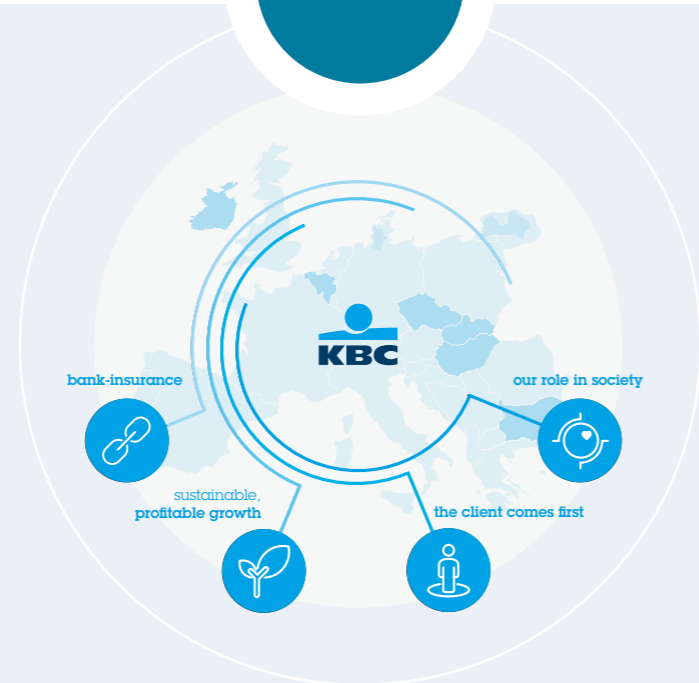 KBC
bank-insurance
our role in society
sustainable,
profitable growth
the client comes first